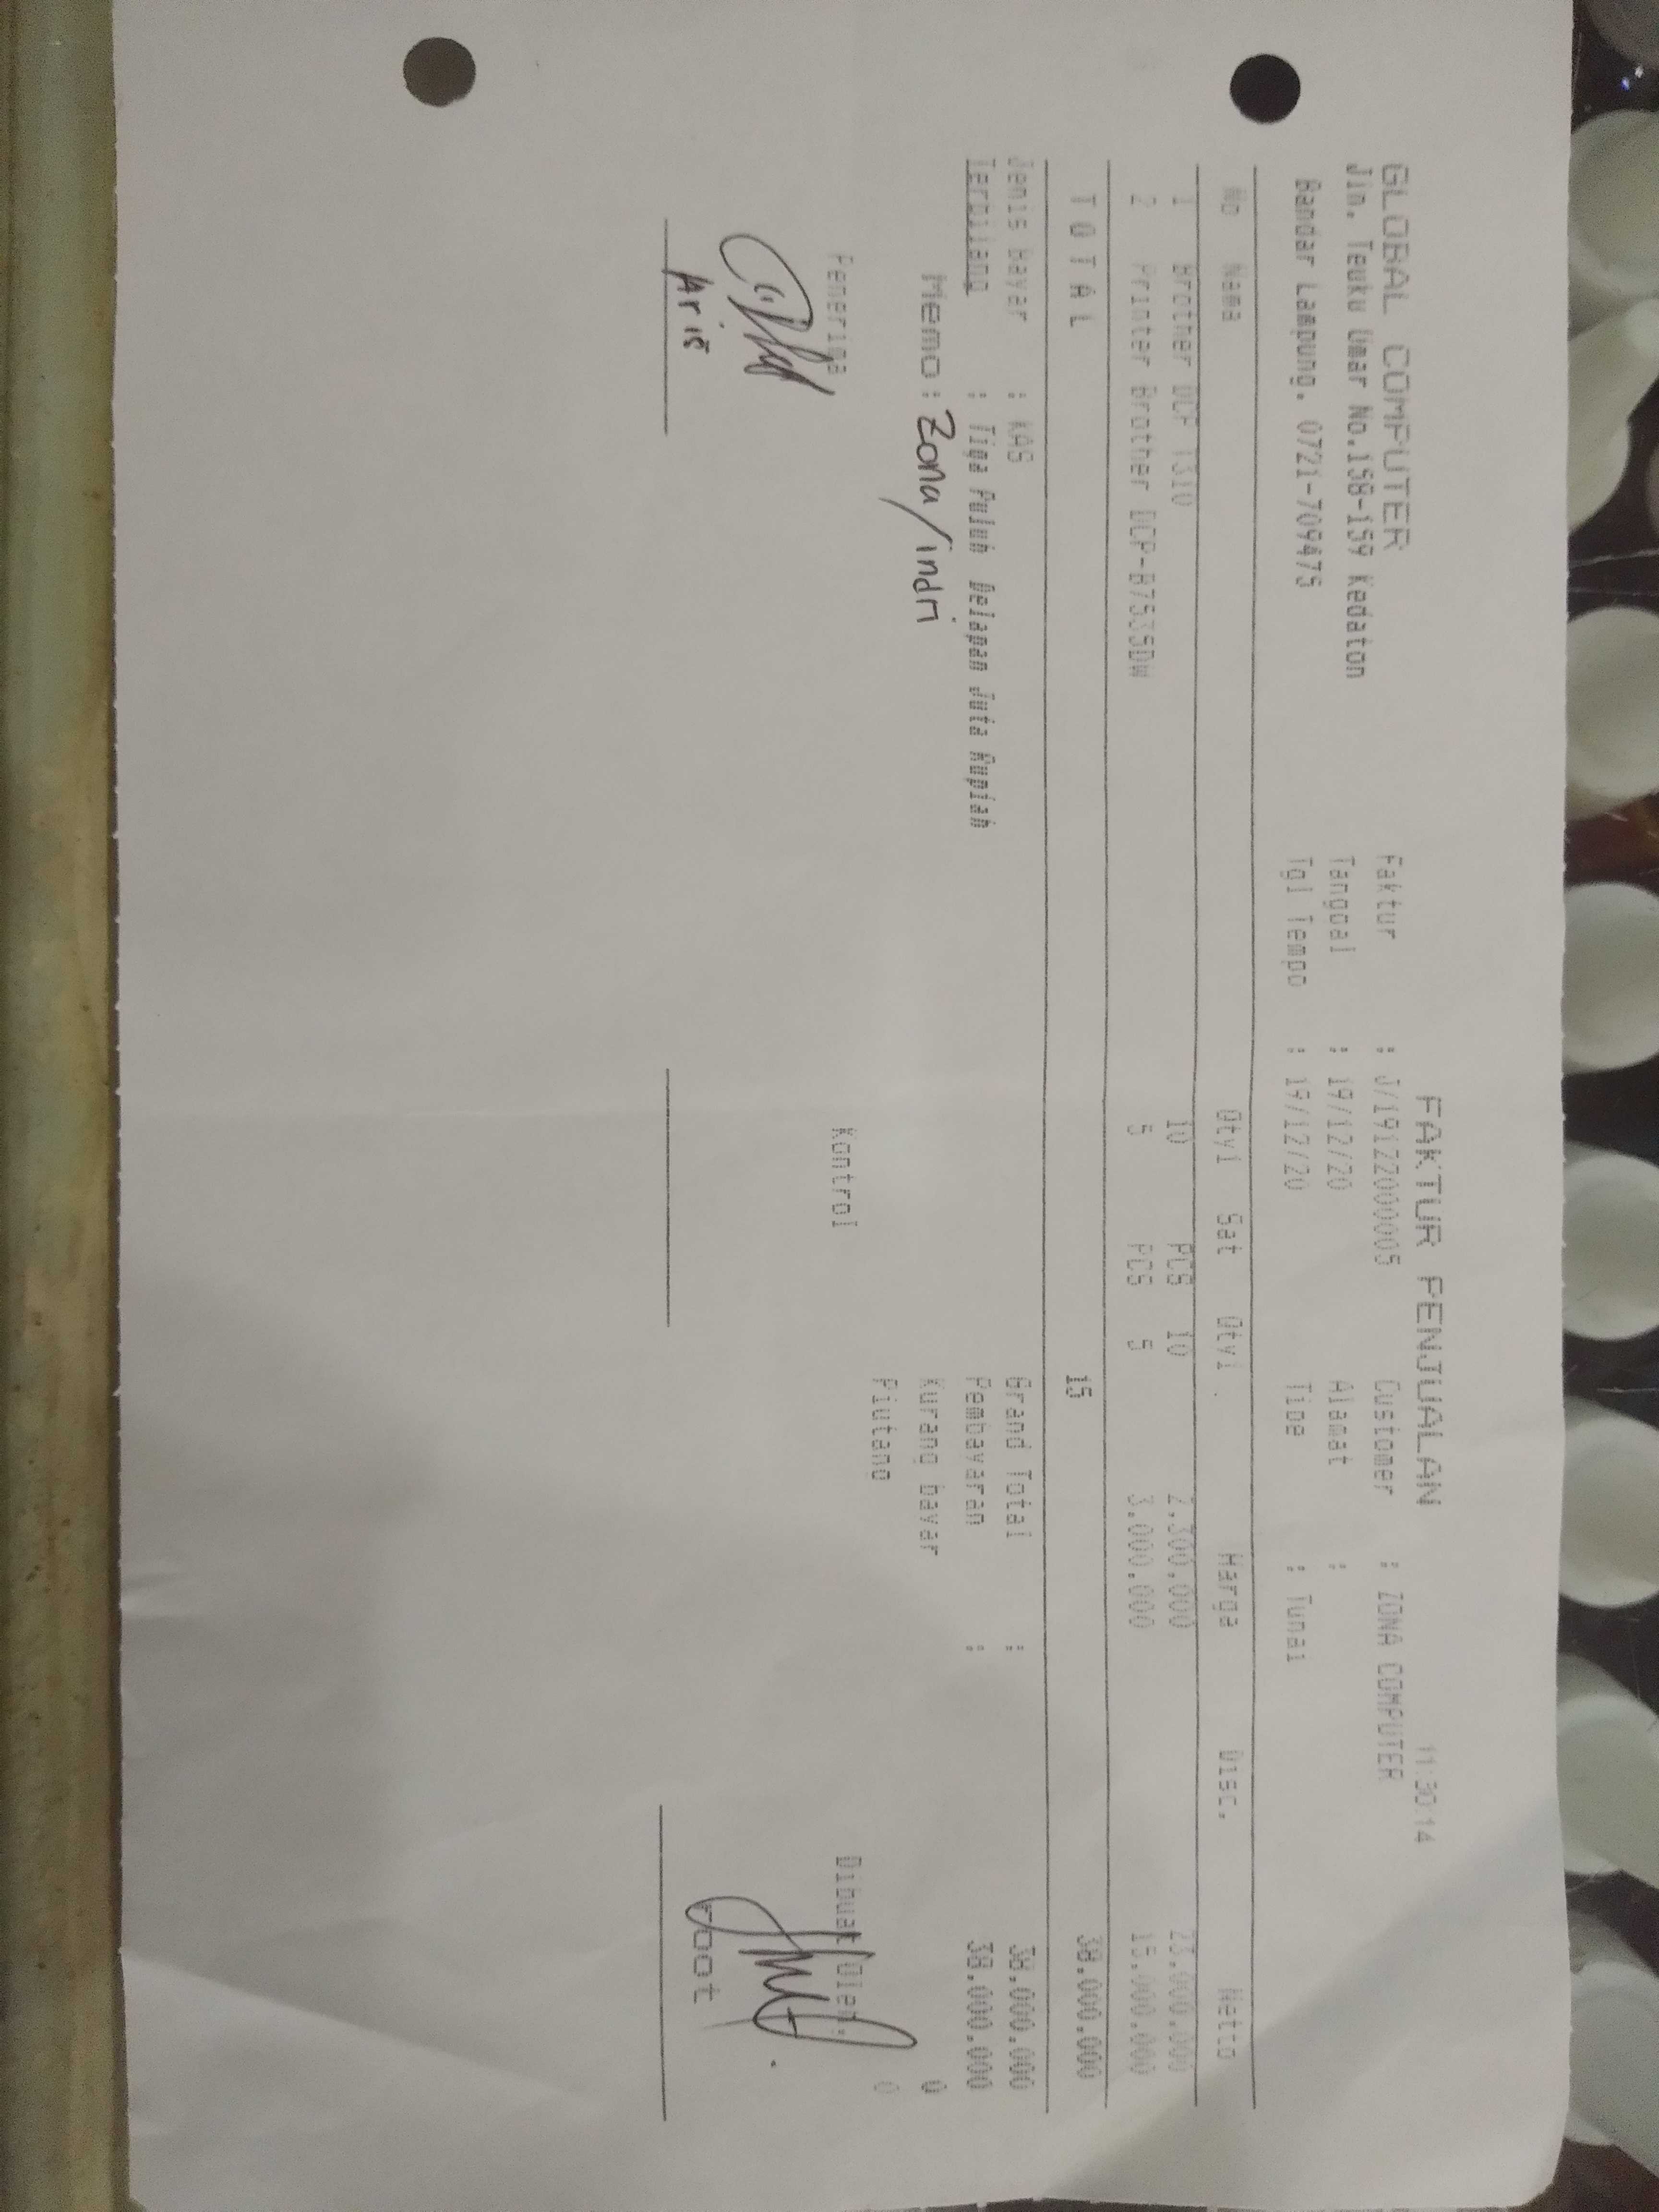 FAKTUR PENJUALAN 11:30:14
GLOBAL COMPUTER Faktur : J/19122000005 Customer : ZONA COMPUTER
Jln. Teuku Umar No.158-159 Kedaton Tanggal : 19/12/20 Alamat :
Bandar Lampung. 0721-709475 Tgl Tempo : 19/12/20 Tipe : Tunai
No Nama Qty1 Sat Qty1 Harga Disc. Netto
1 Brother DCP T310 10 PCS 10 2.300.000 23.000.000
2 Printer Brother DCP-B7535DW 5 PCS 5 3.000.000 15.000.000
T O T A L 15 38.000.000
Jenis Bayar : KAS Grand Total : 38.000.000
Terbilang : Tiga Puluh Delapan Juta Rupiah Pembayaran : 38.000.000
Memo : Zona/indri Kurang bayar 0
Piutang 0
Penerima Kontrol Dibuat Oleh,
Aris root